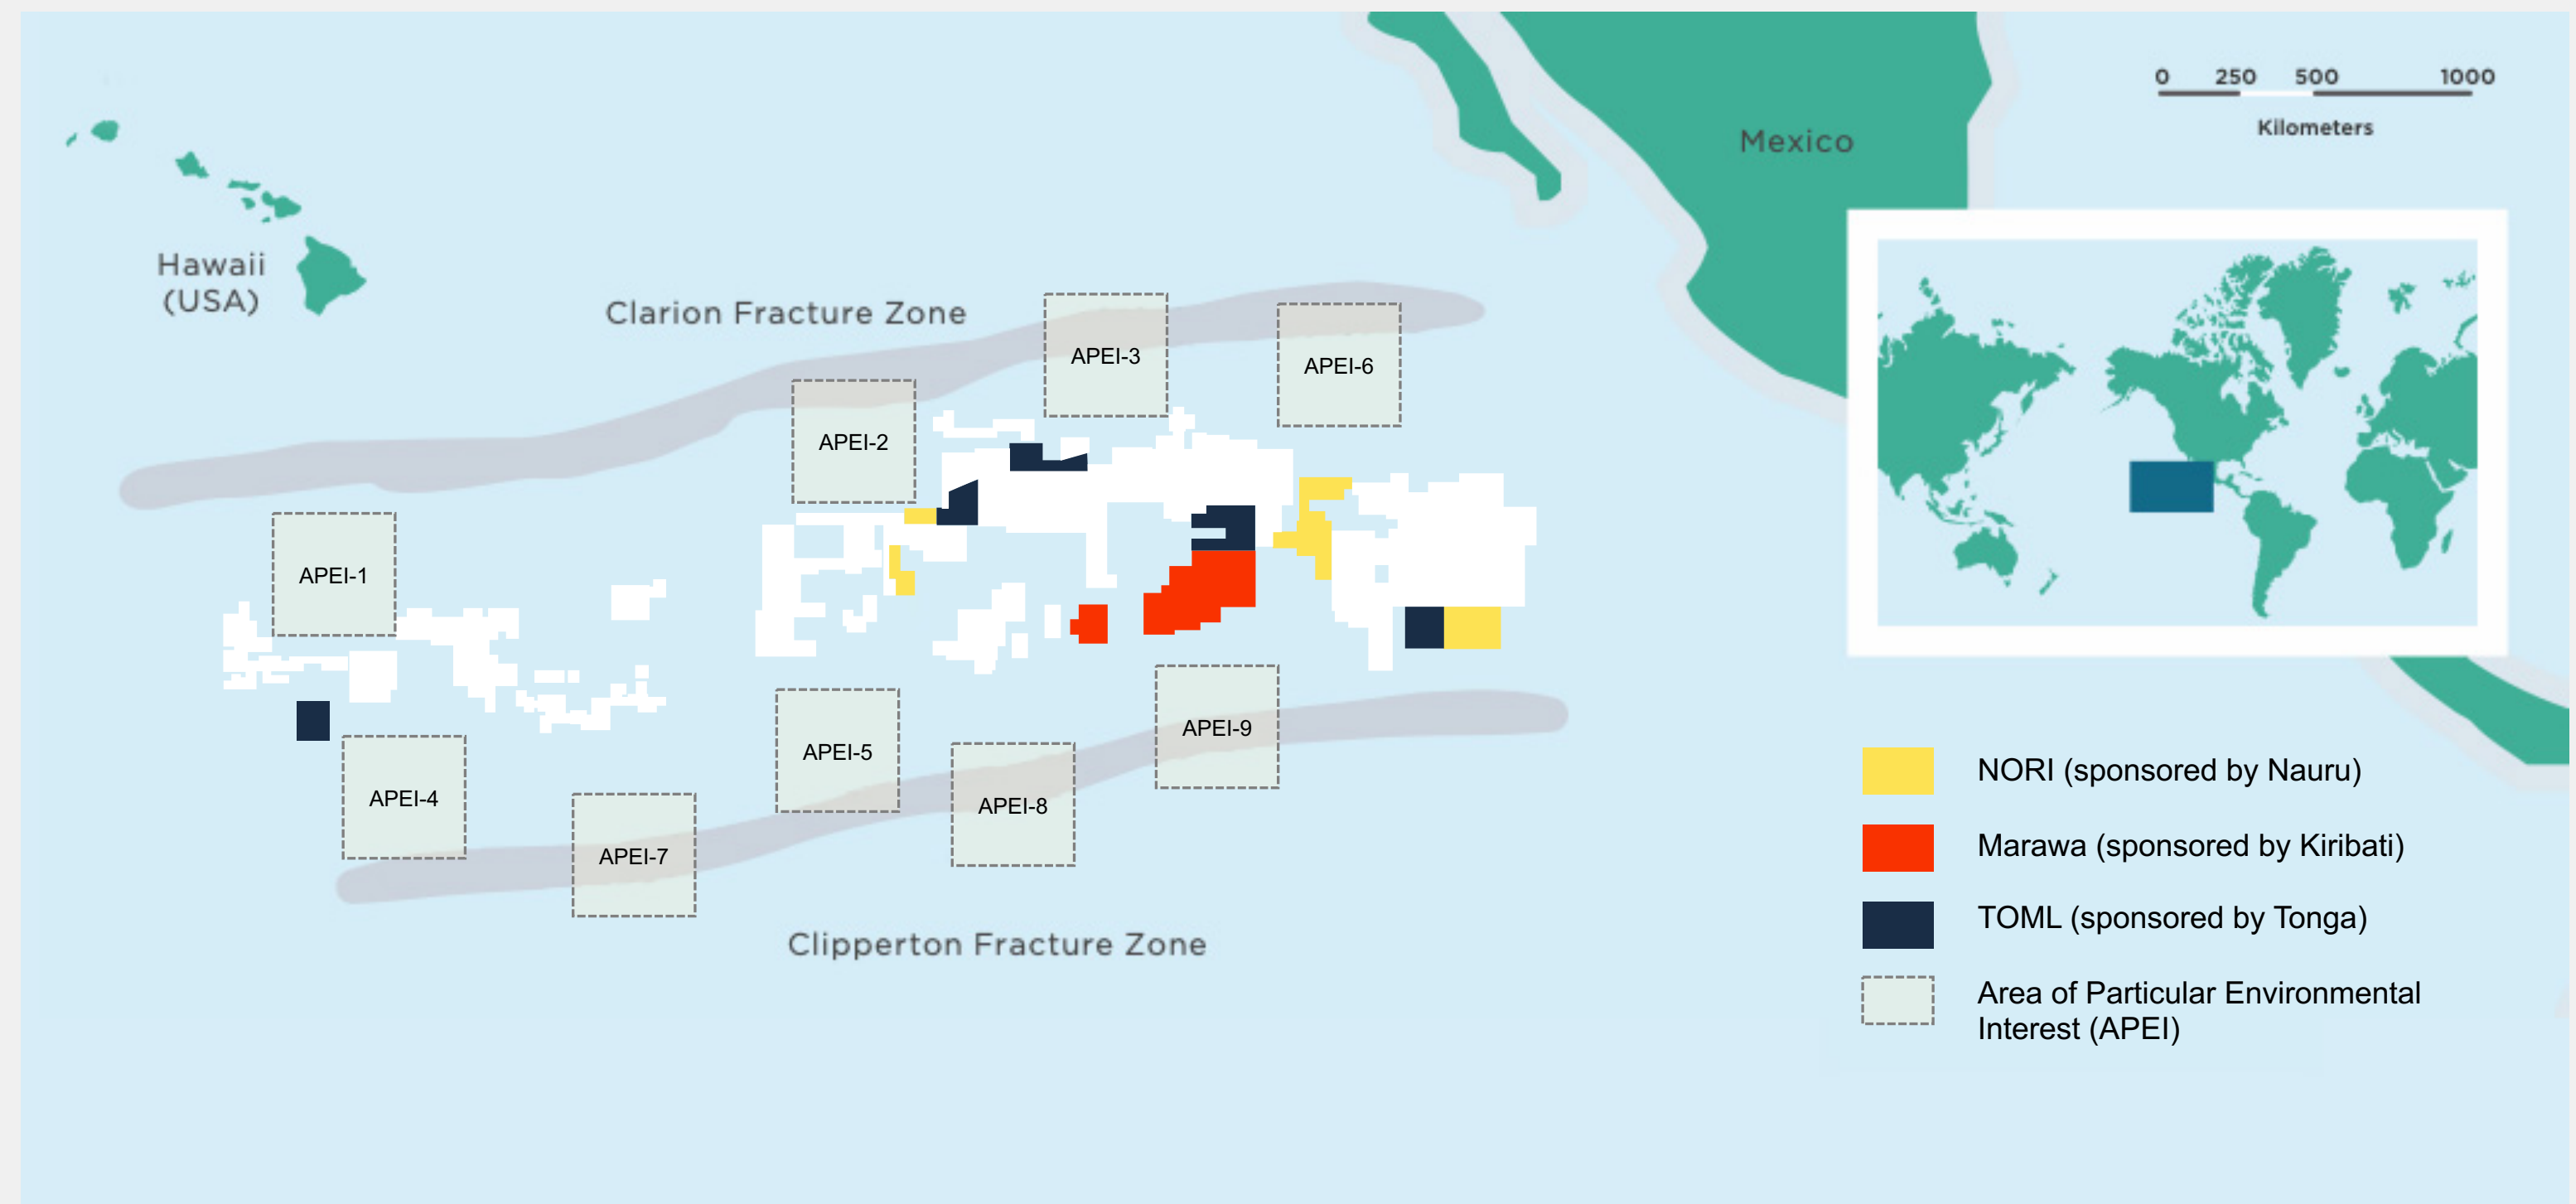 0 250 500 1000
Kilometers
Mexico
Hawaii
(USA)
Clarion Fracture Zone
APEI-3
APEI-6
APEI-2
APEI-1
APEI-9
APEI-5
APEI-4
APEI-8
APEI-7
Clipperton Fracture Zone
NORI (sponsored by Nauru)
Marawa (sponsored by Kiribati)
TOML (sponsored by Tonga)
Area of Particular Environmental
Interest (APEI)